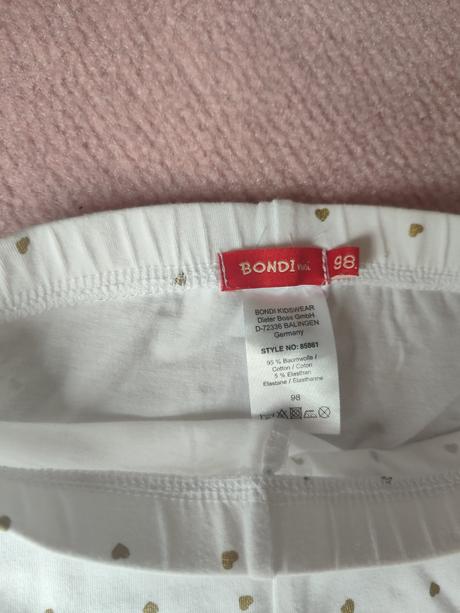 BONDI
98
BONDI KIDSWEAR
Dieter Boss GmbH
D-72336 BALINGEN
Germany
STYLE NO: 85861
95 % Baumwolle /
Cotton / Coton
5 % Elasthan
Elastane / Elasthanne
98